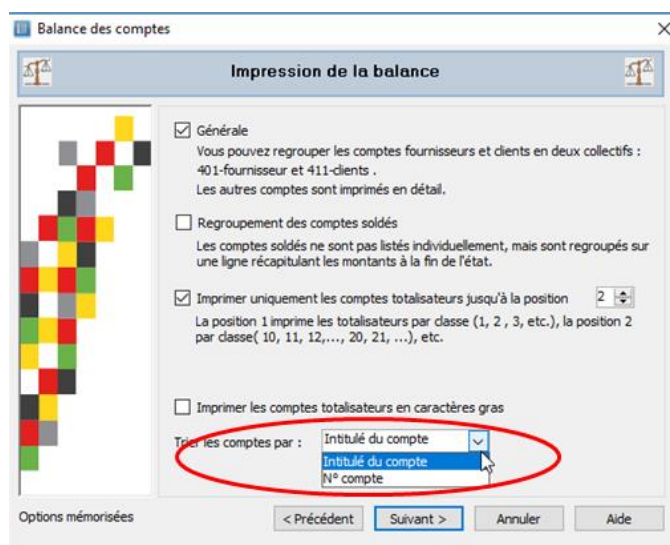 Balance des comptes
Impression de la balance
Générale
Vous pouvez regrouper les comptes fournisseurs et clients en deux collectifs :
401-fournisseur et 411-clients .
Les autres comptes sont imprimés en détail.
Regroupement des comptes soldés
Les comptes soldés ne sont pas listés individuellement, mais sont regroupés sur
une ligne récapitulant les montants à la fin de l'état.
Imprimer uniquement les comptes totalisateurs jusqu'à la position 2
La position 1 imprime les totalisateurs par classe (1, 2 , 3, etc.), la position 2
par classe( 10, 11, 12,..., 20, 21, ...), etc.
Imprimer les comptes totalisateurs en caractères gras
Trier les comptes par : Intitulé du compte
Intitulé du compte
N° compte
Options mémorisées < Précédent Suivant > Annuler Aide